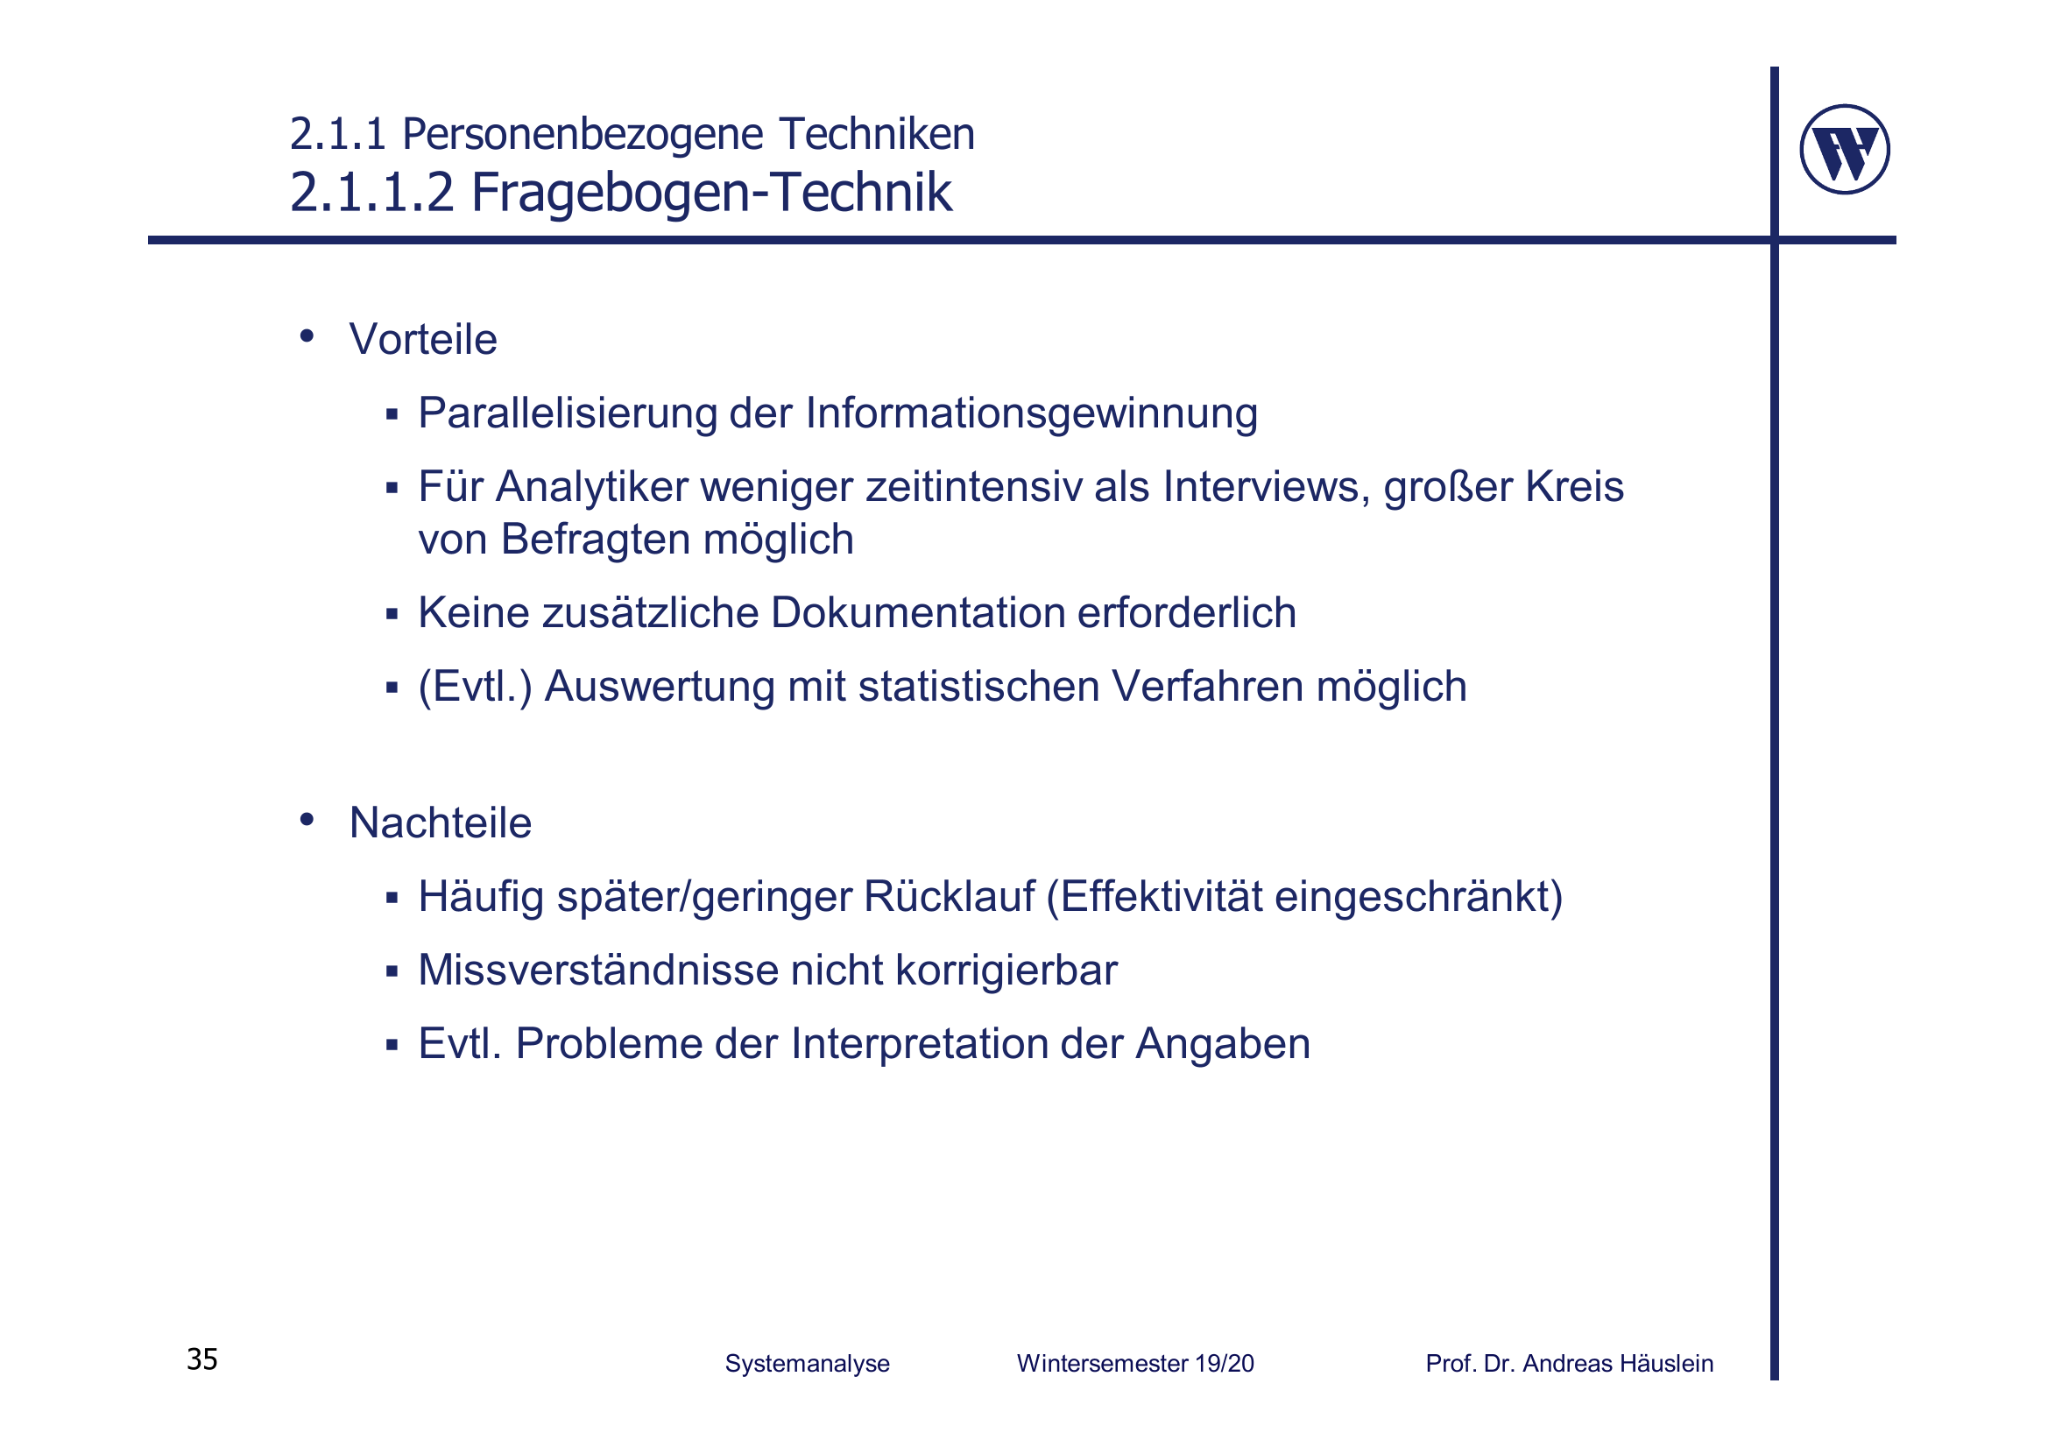 2.1.1 Personenbezogene Techniken
2.1.1.2 Fragebogen-Technik
• Vorteile
▪ Parallelisierung der Informationsgewinnung
▪ Für Analytiker weniger zeitintensiv als Interviews, großer Kreis
von Befragten möglich
▪ Keine zusätzliche Dokumentation erforderlich
▪ (Evtl.) Auswertung mit statistischen Verfahren möglich
• Nachteile
▪ Häufig später/geringer Rücklauf (Effektivität eingeschränkt)
▪ Missverständnisse nicht korrigierbar
▪ Evtl. Probleme der Interpretation der Angaben
35 Systemanalyse Wintersemester 19/20 Prof. Dr. Andreas Häuslein